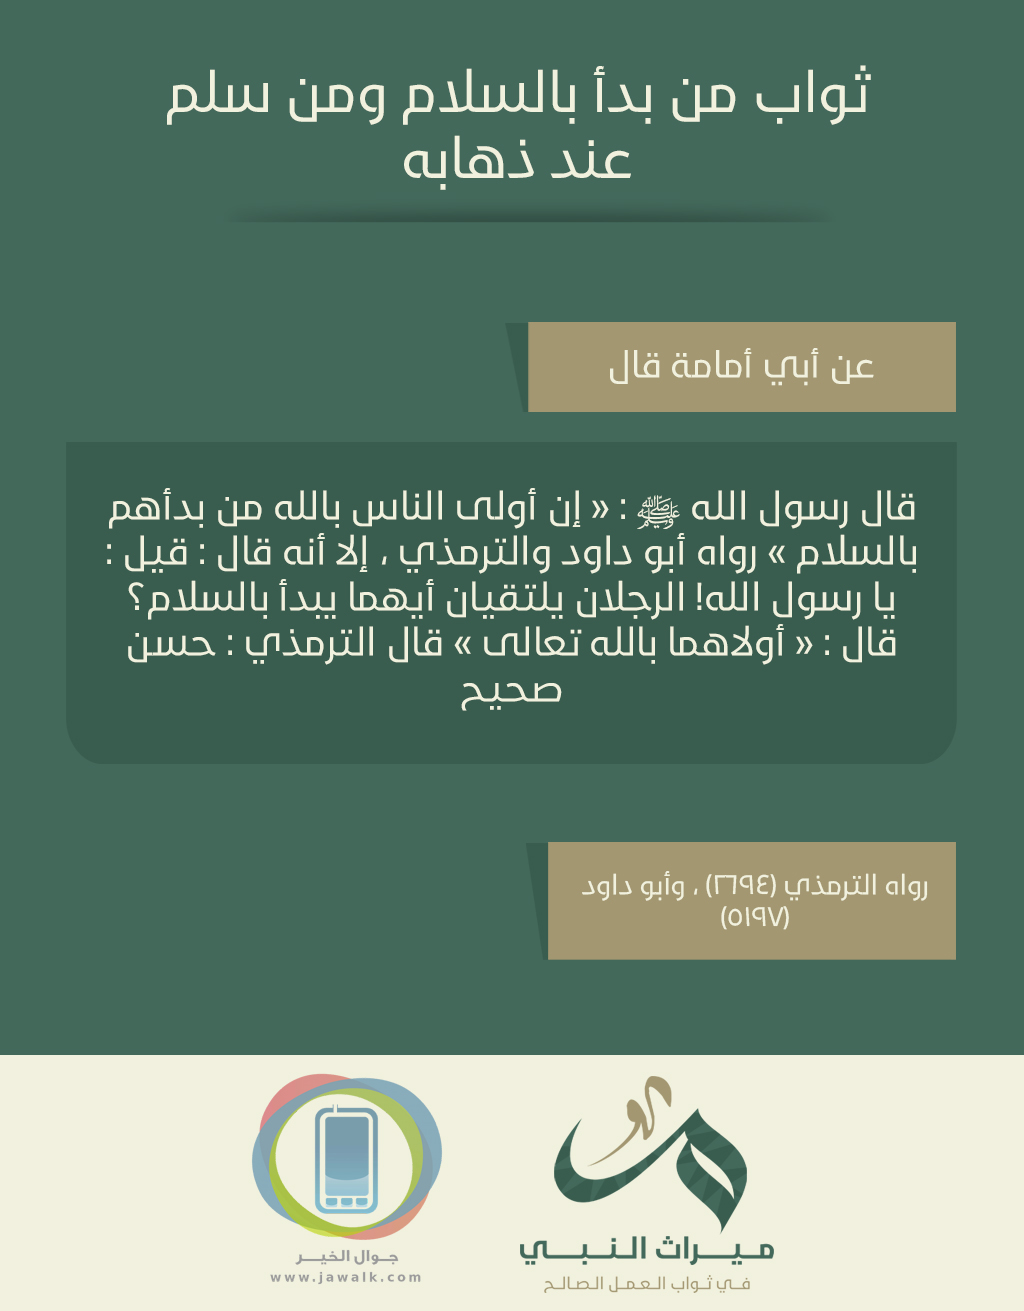 ثواب من بدأ بالسلام ومن سلم
عند ذهابه
عن أبي أمامة قال
قال رسول الله ﷺ : « إن أولى الناس بالله من بدأهم
بالسلام » رواه أبو داود والترمذي ، إلا أنه قال : قيل :
يا رسول الله! الرجلان يلتقيان أيهما يبدأ بالسلام؟
قال : « أولاهما بالله تعالى » قال الترمذي : حسن
صحيح
رواه الترمذي (٢٦٩٤) ، وأبو داود
(٥١٩٧)
ميراث النبي
في ثواب العمل الصالح
جوال الخير
www.jawalk.com